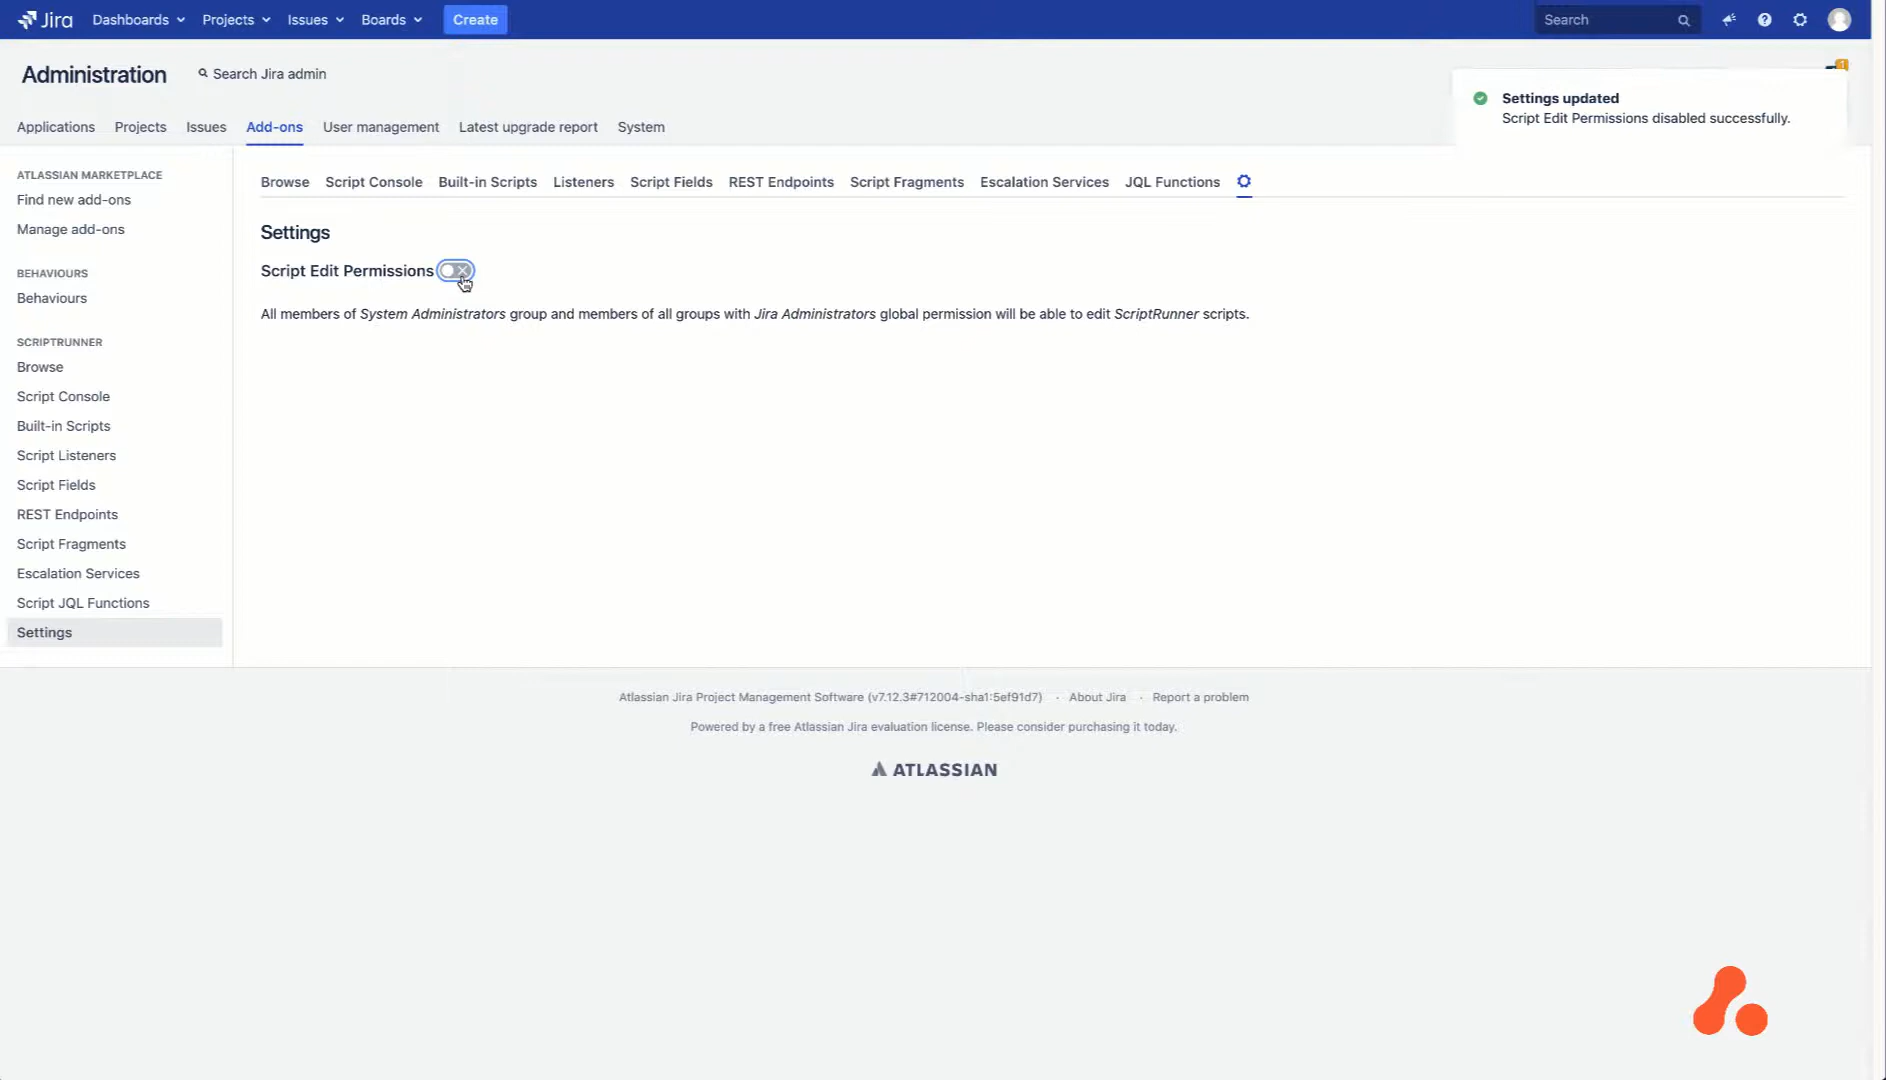 Jira Dashboards Projects Issues Boards Create Search
Administration Search Jira admin
1
Settings updated
Script Edit Permissions disabled successfully.
Applications Projects Issues Add-ons User management Latest upgrade report System
ATLASSIAN MARKETPLACE
Find new add-ons
Manage add-ons
BEHAVIOURS
Behaviours
SCRIPTRUNNER
Browse
Script Console
Built-in Scripts
Script Listeners
Script Fields
REST Endpoints
Script Fragments
Escalation Services
Script JQL Functions
Settings
Browse Script Console Built-in Scripts Listeners Script Fields REST Endpoints Script Fragments Escalation Services JQL Functions
Settings
Script Edit Permissions
All members of System Administrators group and members of all groups with Jira Administrators global permission will be able to edit ScriptRunner scripts.
Atlassian Jira Project Management Software (v7.12.3#712004-sha1:5ef91d7) · About Jira · Report a problem
Powered by a free Atlassian Jira evaluation license. Please consider purchasing it today.
ATLASSIAN